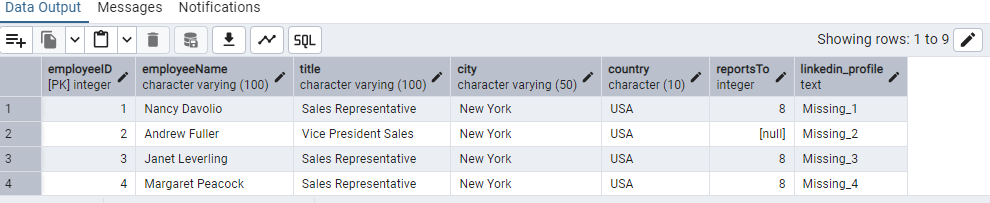 Data Output Messages Notifications
SQL Showing rows: 1 to 9
employeeID employeeName title city country reportsTo linkedin_profile
[PK] integer character varying (100) character varying (100) character varying (50) character (10) integer text
1 1 Nancy Davolio Sales Representative New York USA 8 Missing_1
2 2 Andrew Fuller Vice President Sales New York USA [null] Missing_2
3 3 Janet Leverling Sales Representative New York USA 8 Missing_3
4 4 Margaret Peacock Sales Representative New York USA 8 Missing_4